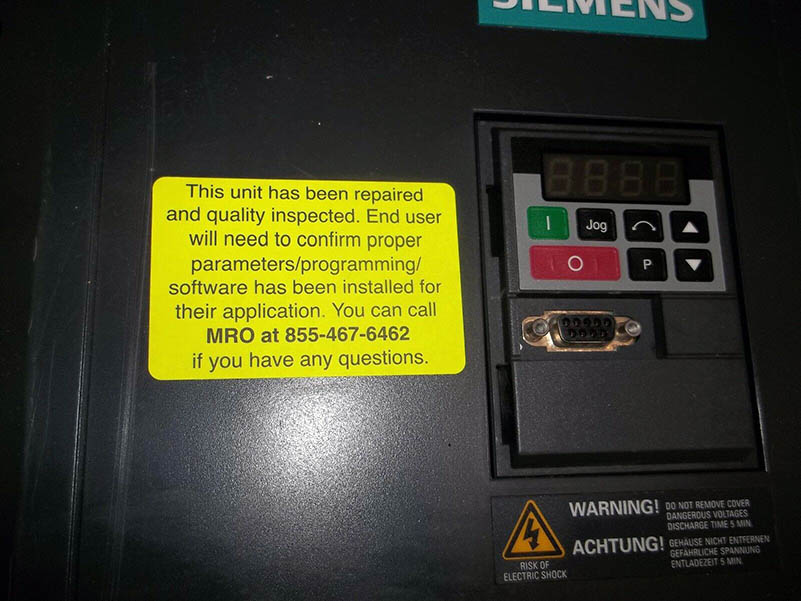 SIEMENS
This unit has been repaired
and quality inspected. End user
will need to confirm proper
parameters/programming/
software has been installed for
their application. You can call
MRO at 855-467-6462
if you have any questions.
I
Jog
O
P
WARNING!
DO NOT REMOVE COVER
DANGEROUS VOLTAGES
DISCHARGE TIME 5 MIN.
ACHTUNG!
GEHÄUSE NICHT ENTFERNEN
GEFÄHRLICHE SPANNUNG
ENTLADEZEIT 5 MIN.
RISK OF
ELECTRIC SHOCK